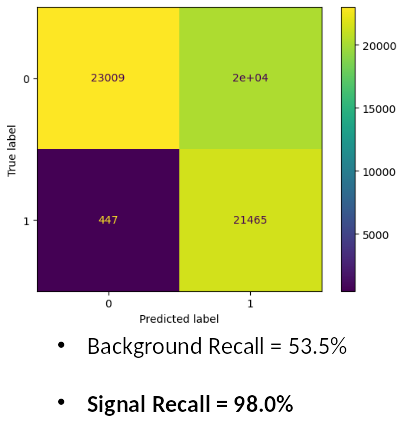 0
23009
2e+04
1
447
21465
0
1
True label
Predicted label
20000
15000
10000
5000
• Background Recall = 53.5%
• Signal Recall = 98.0%